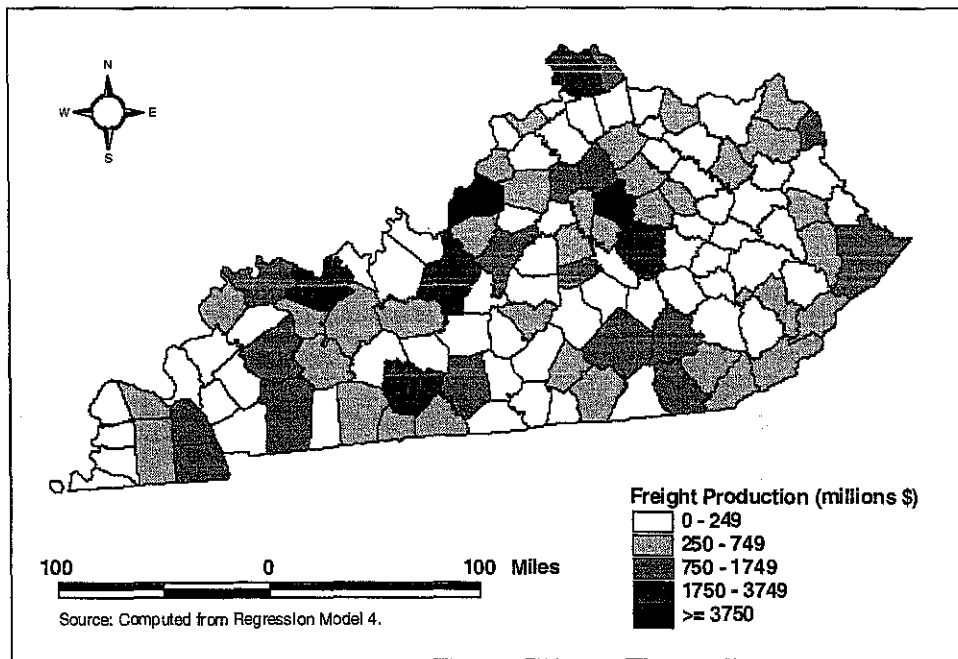 N
W E
S
Freight Production (millions $)
0 - 249
250 - 749
750 - 1749
1750 - 3749
>= 3750
100 0 100 Miles
Source: Computed from Regression Model 4.